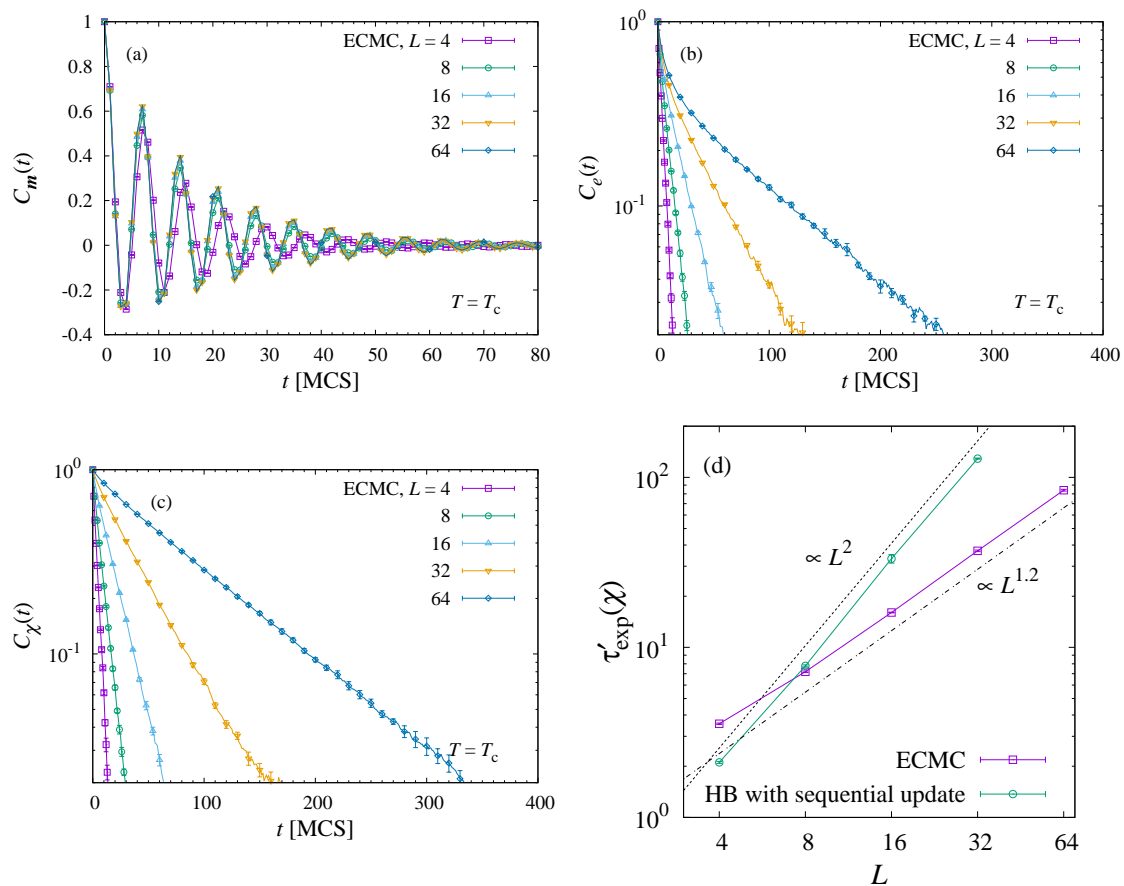 1
0.8
0.6
0.4
0.2
0
-0.2
-0.4
0 10 20 30 40 50 60 70 80
C_m(t)
t [MCS]
(a)
ECMC, L = 4
8
16
32
64
T = T_c
10^0
10^-1
0 100 200 300 400
C_e(t)
t [MCS]
(b)
ECMC, L = 4
8
16
32
64
T = T_c
10^0
10^-1
0 100 200 300 400
C_χ(t)
t [MCS]
(c)
ECMC, L = 4
8
16
32
64
T = T_c
10^2
10^1
10^0
4 8 16 32 64
τ′_exp(χ)
L
(d)
∝ L^2
∝ L^1.2
ECMC
HB with sequential update